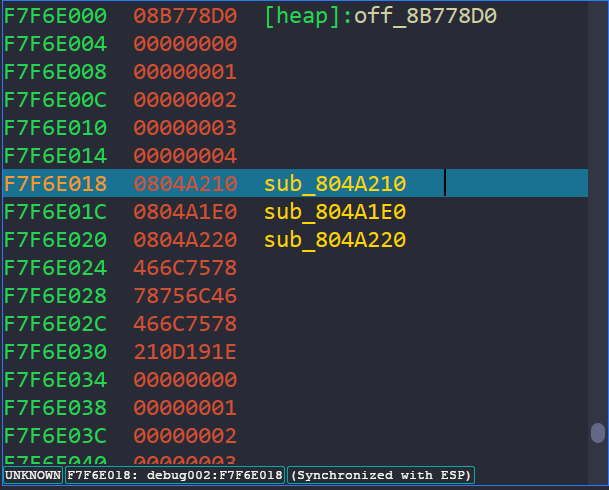 F7F6E000 08B778D0 [heap]:off_8B778D0
F7F6E004 00000000
F7F6E008 00000001
F7F6E00C 00000002
F7F6E010 00000003
F7F6E014 00000004
F7F6E018 0804A210 sub_804A210
F7F6E01C 0804A1E0 sub_804A1E0
F7F6E020 0804A220 sub_804A220
F7F6E024 466C7578
F7F6E028 78756C46
F7F6E02C 466C7578
F7F6E030 210D191E
F7F6E034 00000000
F7F6E038 00000001
F7F6E03C 00000002
F7F6E040 00000003
UNKNOWN F7F6E018: debug002:F7F6E018 (Synchronized with ESP)